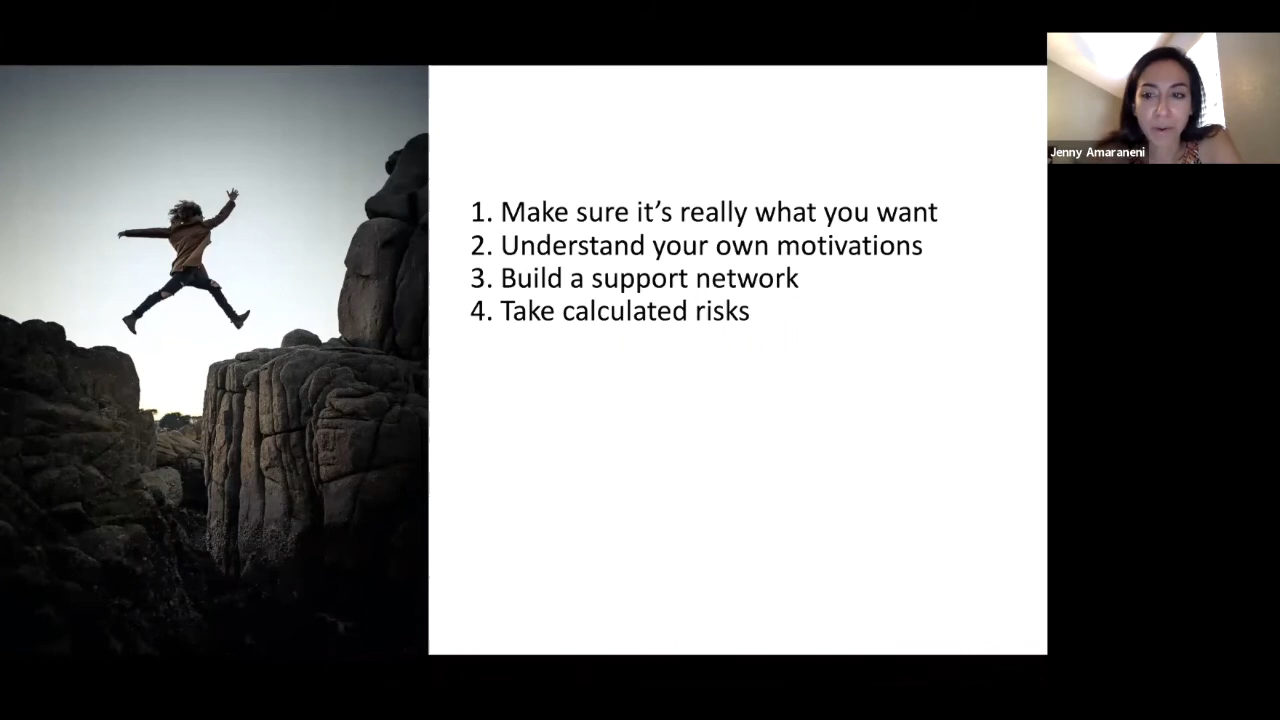 1. Make sure it’s really what you want
2. Understand your own motivations
3. Build a support network
4. Take calculated risks
Jenny Amaraneni